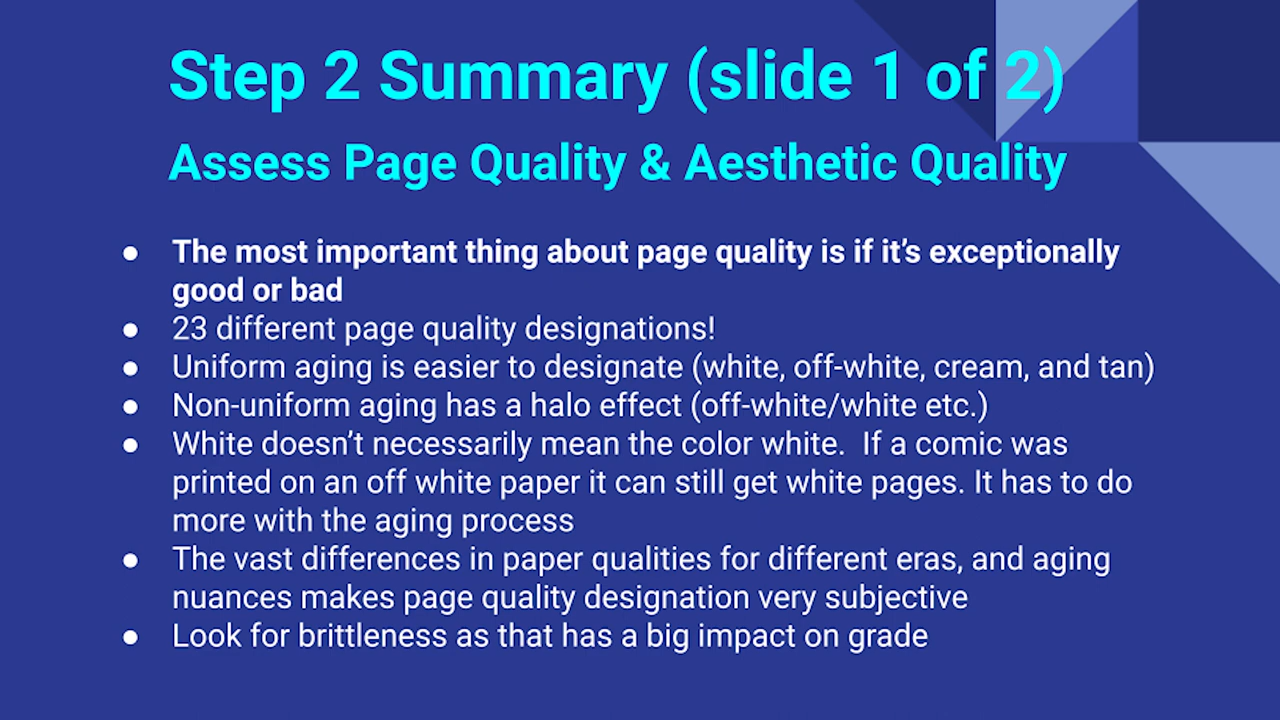 Step 2 Summary (slide 1 of 2)
Assess Page Quality & Aesthetic Quality
● The most important thing about page quality is if it’s exceptionally
good or bad
● 23 different page quality designations!
● Uniform aging is easier to designate (white, off-white, cream, and tan)
● Non-uniform aging has a halo effect (off-white/white etc.)
● White doesn’t necessarily mean the color white.  If a comic was
printed on an off white paper it can still get white pages. It has to do
more with the aging process
● The vast differences in paper qualities for different eras, and aging
nuances makes page quality designation very subjective
● Look for brittleness as that has a big impact on grade